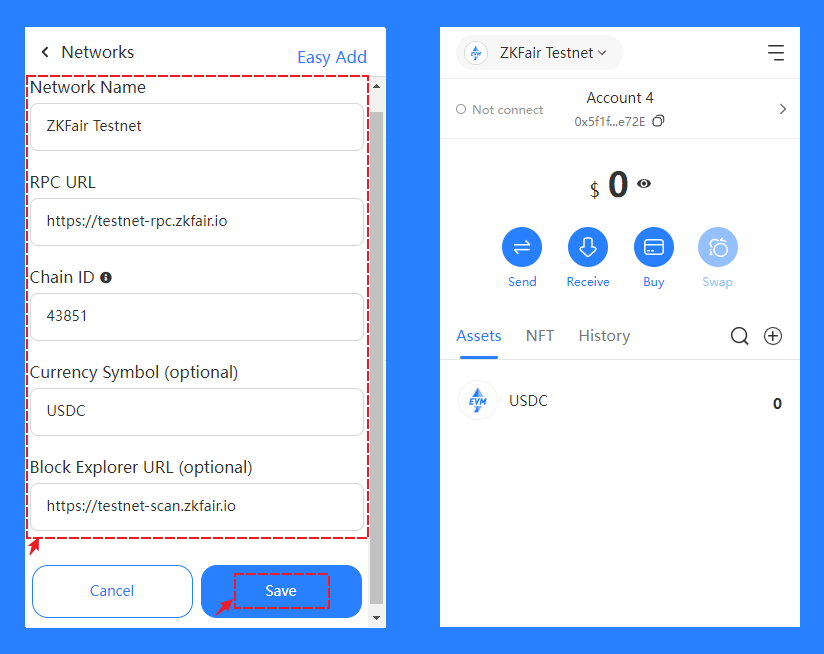 Networks
Easy Add
Network Name
ZKFair Testnet
RPC URL
https://testnet-rpc.zkfair.io
Chain ID
43851
Currency Symbol (optional)
USDC
Block Explorer URL (optional)
https://testnet-scan.zkfair.io
Cancel
Save
ZKFair Testnet
Not connect
Account 4
0x5f1f...e72E
$ 0
Send
Receive
Buy
Swap
Assets
NFT
History
EVM
USDC
0